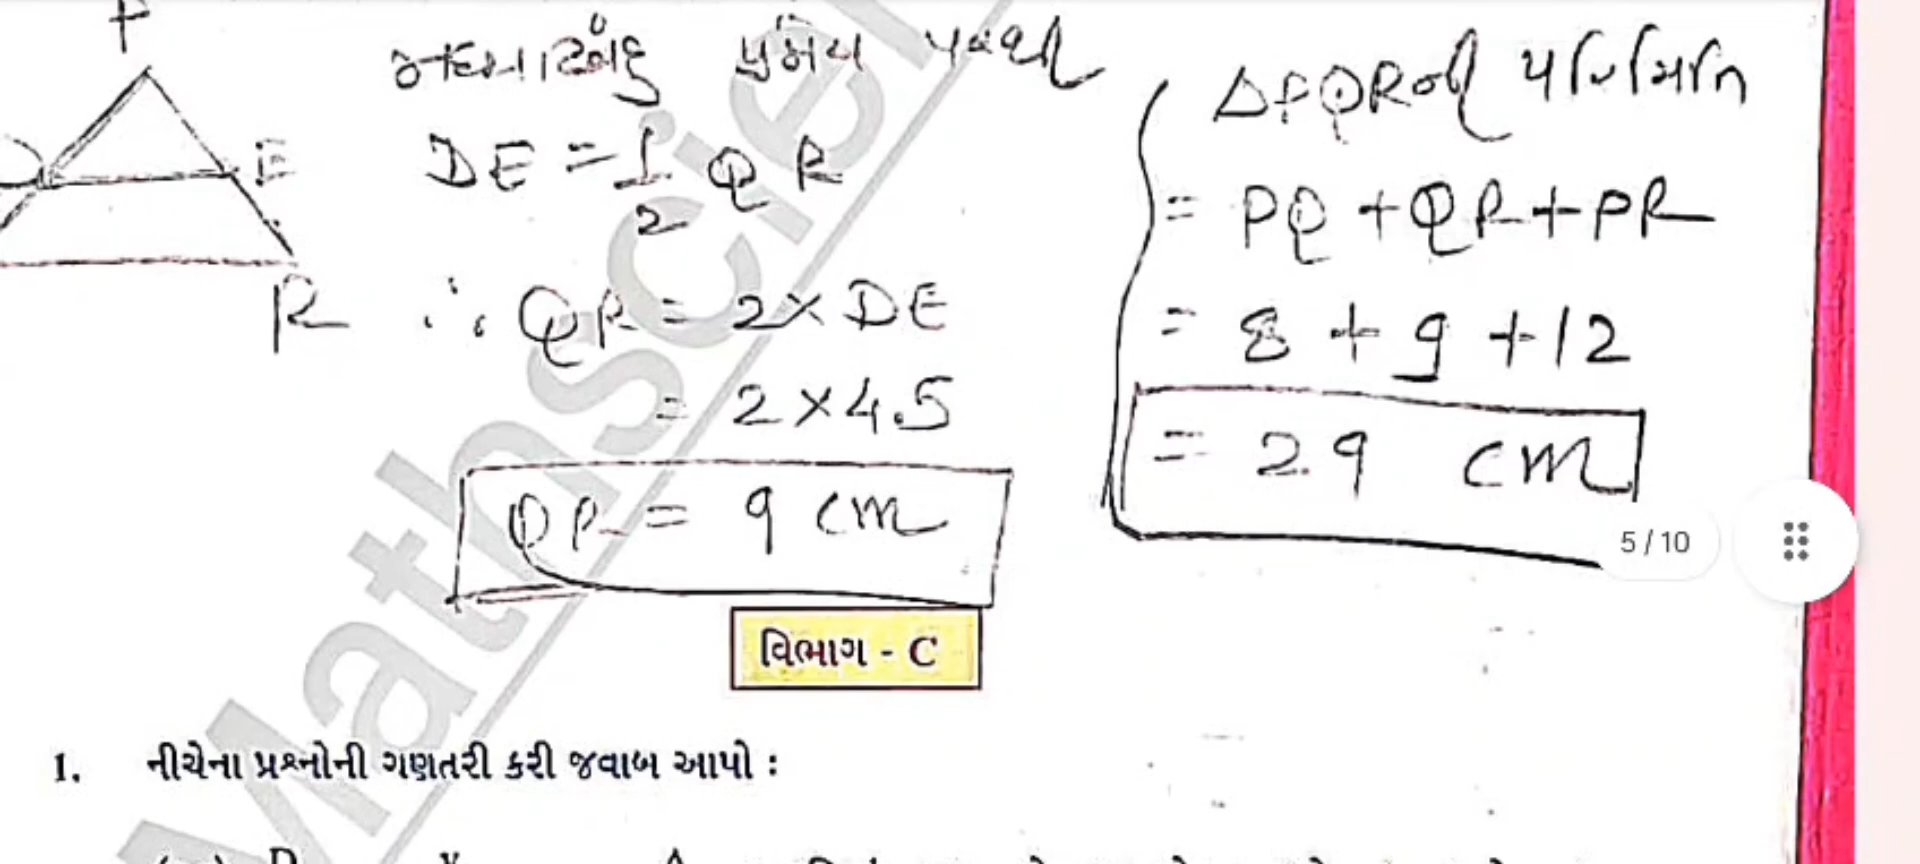 P
મધ્યબિંદુ પ્રમેય પરથી
DE = 1/2 QR
E
R
∴ QR = 2 × DE
= 2 × 4.5
QR = 9 cm
ΔPQRની પરિમિતિ
= PQ + QR + PR
= 8 + 9 + 12
= 29 cm
5 / 10
વિભાગ - C
1. નીચેના પ્રશ્નોની ગણતરી કરી જવાબ આપો :